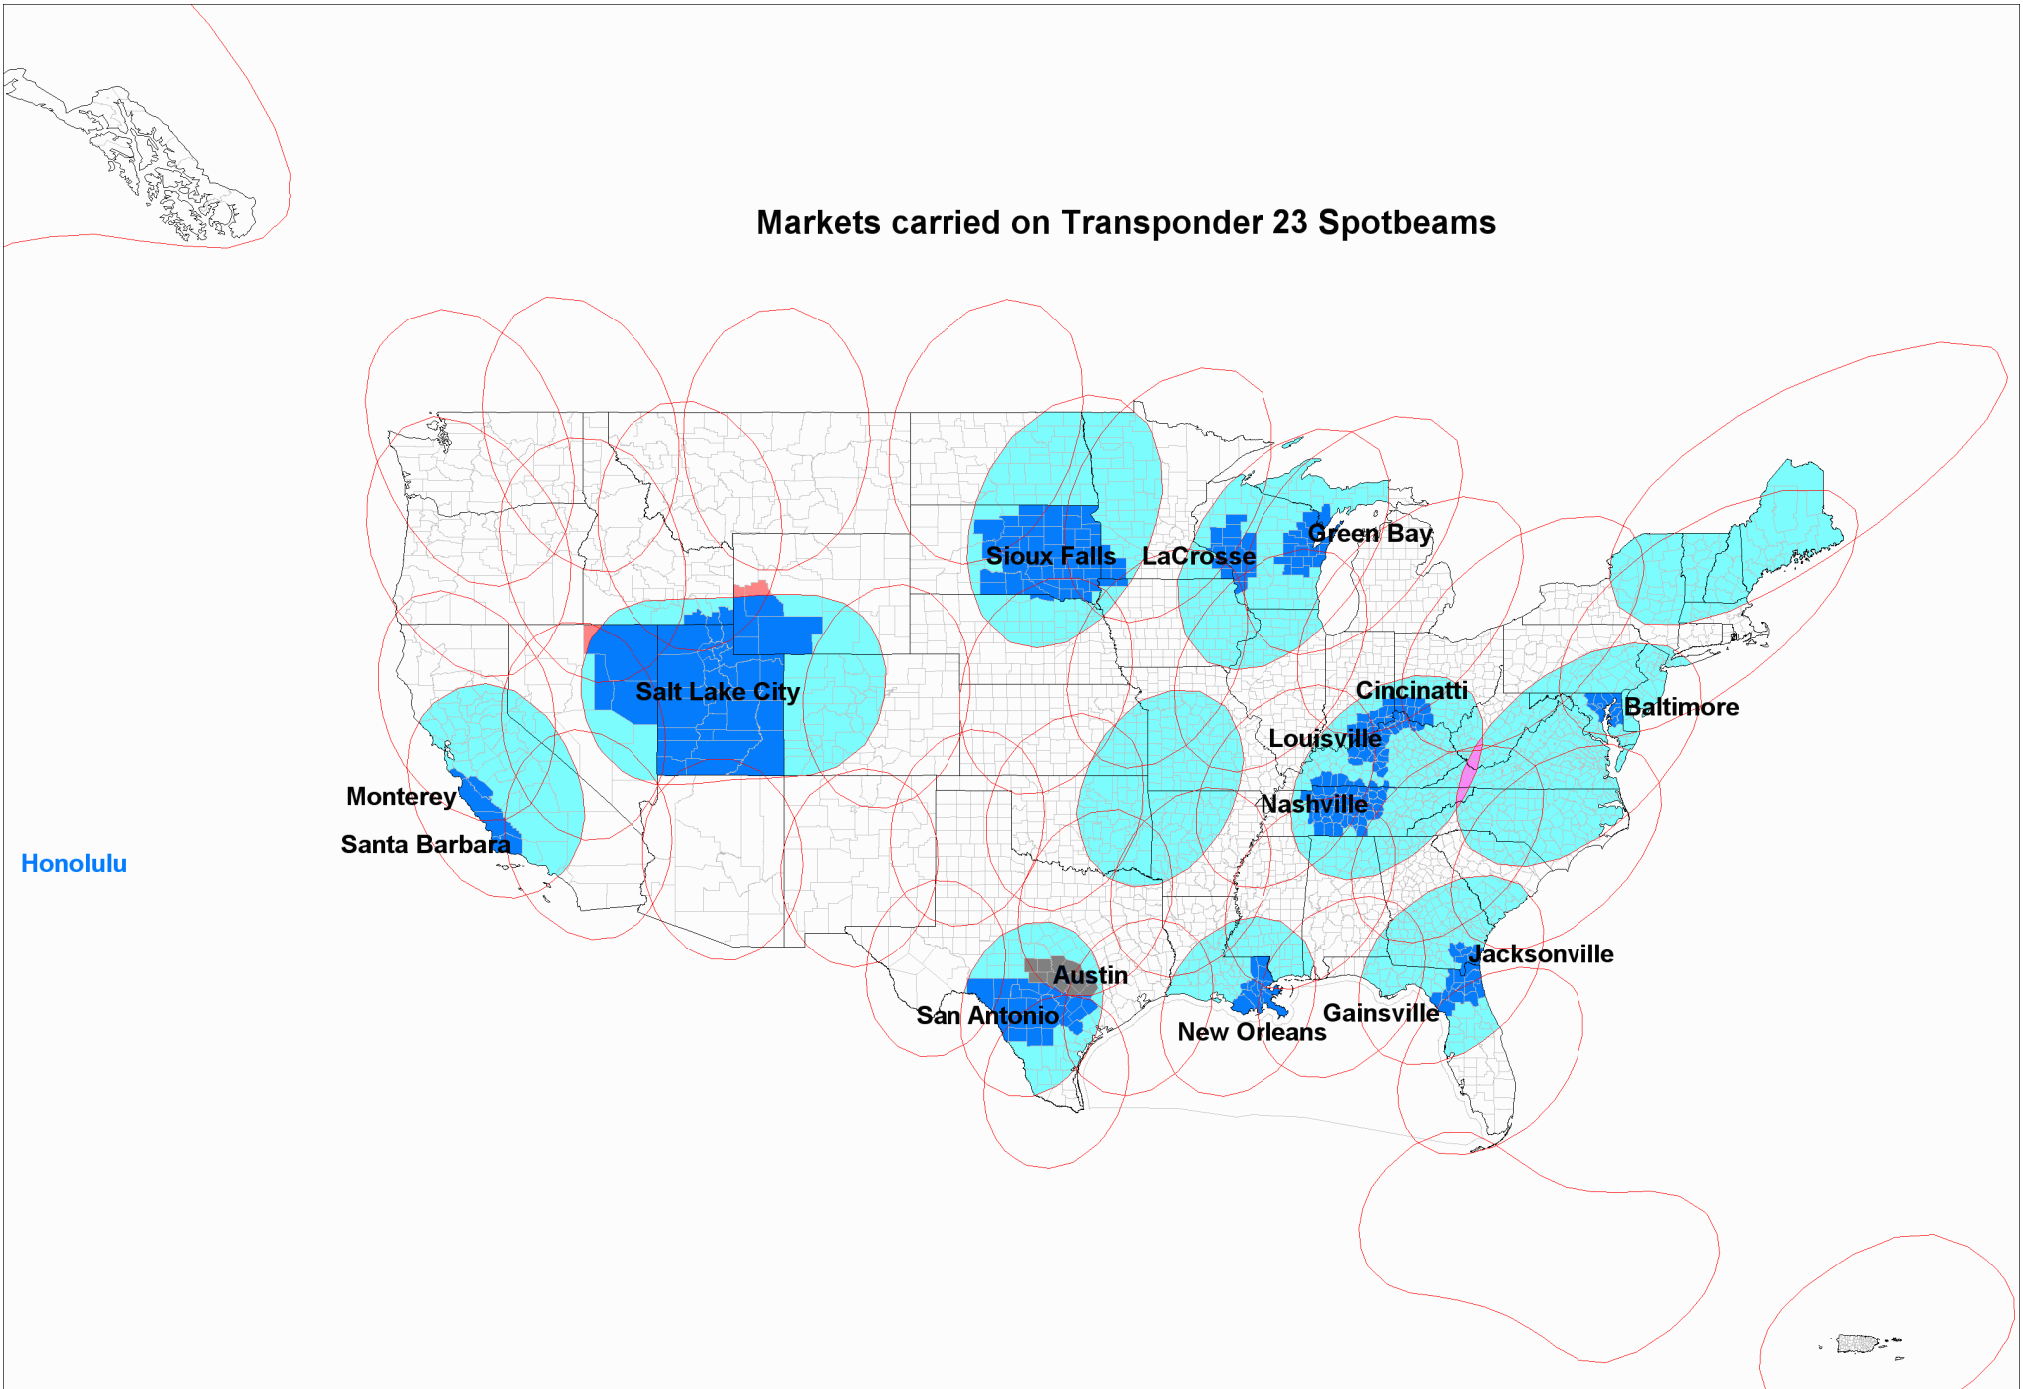 Markets carried on Transponder 23 Spotbeams
Green Bay
Sioux Falls
LaCrosse
Salt Lake City
Cincinatti
Baltimore
Louisville
Monterey
Nashville
Santa Barbara
Honolulu
Jacksonville
Austin
San Antonio
Gainsville
New Orleans